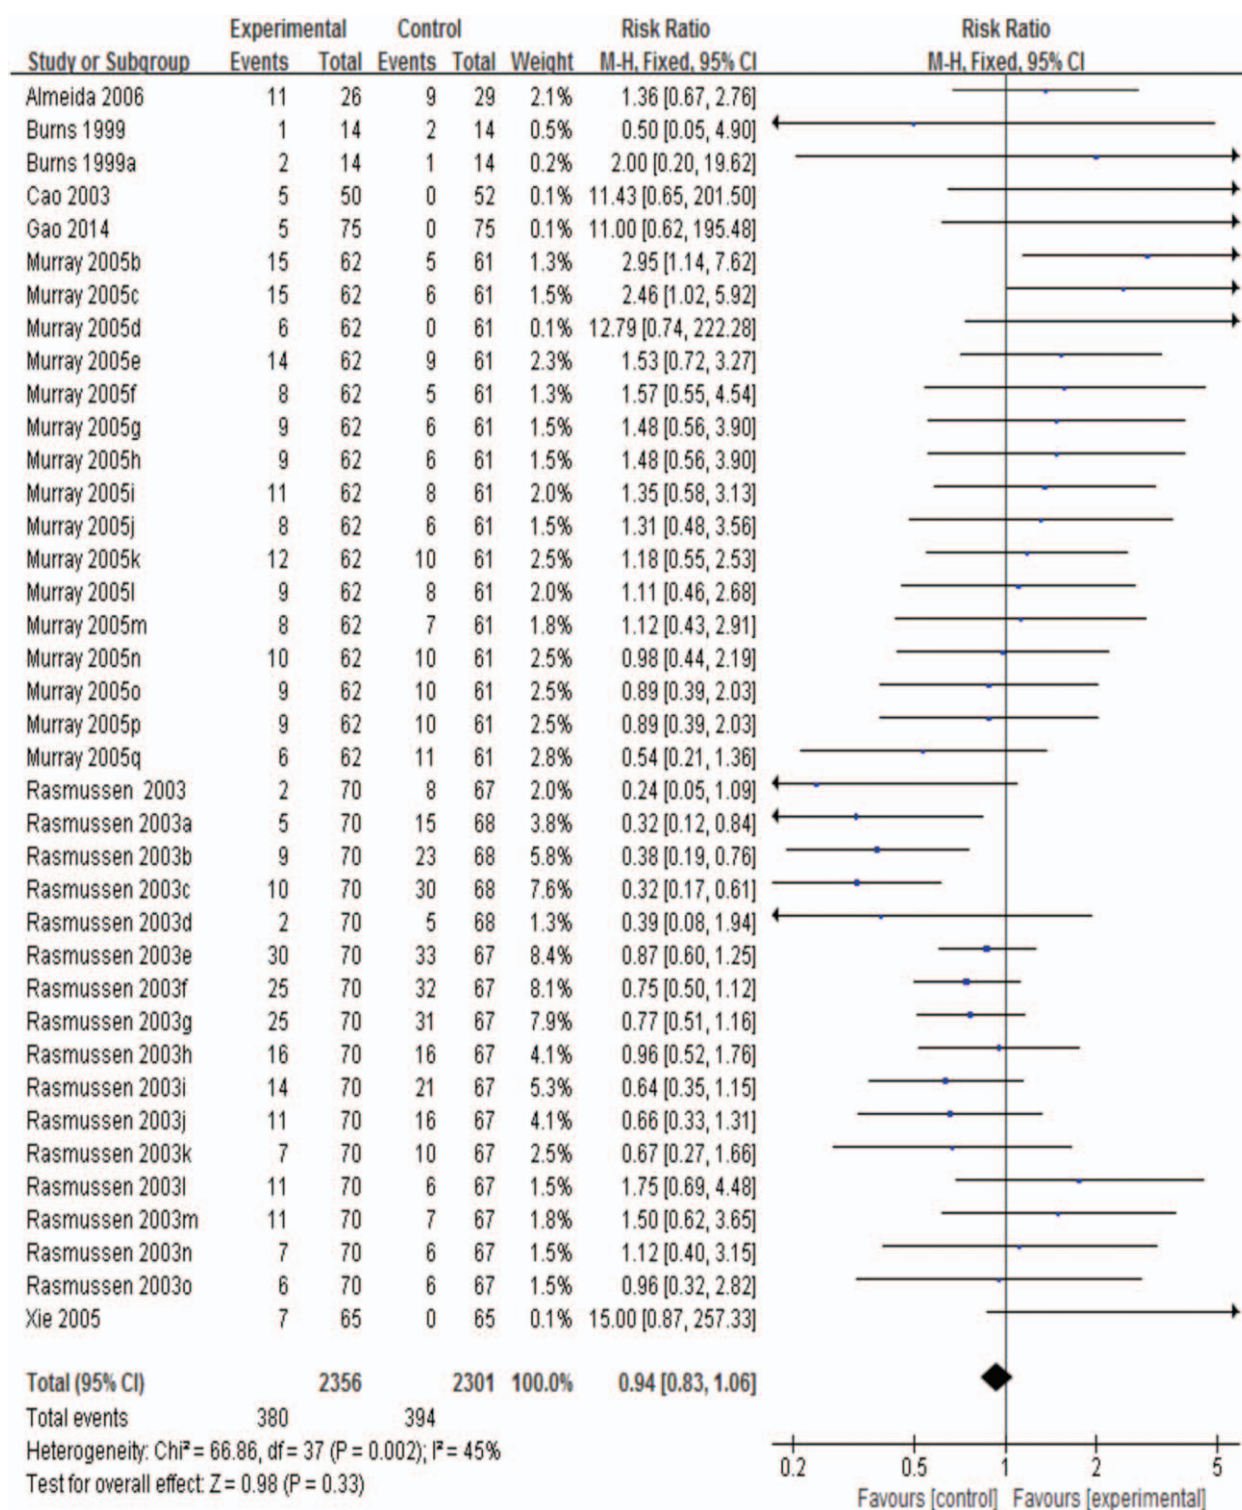 Experimental Control Risk Ratio Risk Ratio
Study or Subgroup Events Total Events Total Weight M-H, Fixed, 95% CI M-H, Fixed, 95% CI
Almeida 2006 11 26 9 29 2.1% 1.36 [0.67, 2.76]
Burns 1999 1 14 2 14 0.5% 0.50 [0.05, 4.90]
Burns 1999a 2 14 1 14 0.2% 2.00 [0.20, 19.62]
Cao 2003 5 50 0 52 0.1% 11.43 [0.65, 201.50]
Gao 2014 5 75 0 75 0.1% 11.00 [0.62, 195.48]
Murray 2005b 15 62 5 61 1.3% 2.95 [1.14, 7.62]
Murray 2005c 15 62 6 61 1.5% 2.46 [1.02, 5.92]
Murray 2005d 6 62 0 61 0.1% 12.79 [0.74, 222.28]
Murray 2005e 14 62 9 61 2.3% 1.53 [0.72, 3.27]
Murray 2005f 8 62 5 61 1.3% 1.57 [0.55, 4.54]
Murray 2005g 9 62 6 61 1.5% 1.48 [0.56, 3.90]
Murray 2005h 9 62 6 61 1.5% 1.48 [0.56, 3.90]
Murray 2005i 11 62 8 61 2.0% 1.35 [0.58, 3.13]
Murray 2005j 8 62 6 61 1.5% 1.31 [0.48, 3.56]
Murray 2005k 12 62 10 61 2.5% 1.18 [0.55, 2.53]
Murray 2005l 9 62 8 61 2.0% 1.11 [0.46, 2.68]
Murray 2005m 8 62 7 61 1.8% 1.12 [0.43, 2.91]
Murray 2005n 10 62 10 61 2.5% 0.98 [0.44, 2.19]
Murray 2005o 9 62 10 61 2.5% 0.89 [0.39, 2.03]
Murray 2005p 9 62 10 61 2.5% 0.89 [0.39, 2.03]
Murray 2005q 6 62 11 61 2.8% 0.54 [0.21, 1.36]
Rasmussen 2003 2 70 8 67 2.0% 0.24 [0.05, 1.09]
Rasmussen 2003a 5 70 15 68 3.8% 0.32 [0.12, 0.84]
Rasmussen 2003b 9 70 23 68 5.8% 0.38 [0.19, 0.76]
Rasmussen 2003c 10 70 30 68 7.6% 0.32 [0.17, 0.61]
Rasmussen 2003d 2 70 5 68 1.3% 0.39 [0.08, 1.94]
Rasmussen 2003e 30 70 33 67 8.4% 0.87 [0.60, 1.25]
Rasmussen 2003f 25 70 32 67 8.1% 0.75 [0.50, 1.12]
Rasmussen 2003g 25 70 31 67 7.9% 0.77 [0.51, 1.16]
Rasmussen 2003h 16 70 16 67 4.1% 0.96 [0.52, 1.76]
Rasmussen 2003i 14 70 21 67 5.3% 0.64 [0.35, 1.15]
Rasmussen 2003j 11 70 16 67 4.1% 0.66 [0.33, 1.31]
Rasmussen 2003k 7 70 10 67 2.5% 0.67 [0.27, 1.66]
Rasmussen 2003l 11 70 6 67 1.5% 1.75 [0.69, 4.48]
Rasmussen 2003m 11 70 7 67 1.8% 1.50 [0.62, 3.65]
Rasmussen 2003n 7 70 6 67 1.5% 1.12 [0.40, 3.15]
Rasmussen 2003o 6 70 6 67 1.5% 0.96 [0.32, 2.82]
Xie 2005 7 65 0 65 0.1% 15.00 [0.87, 257.33]
Total (95% CI) 2356 2301 100.0% 0.94 [0.83, 1.06]
Total events 380 394
Heterogeneity: Chi² = 66.86, df = 37 (P = 0.002); I² = 45%
Test for overall effect: Z = 0.98 (P = 0.33)
0.2 0.5 1 2 5
Favours [control] Favours [experimental]